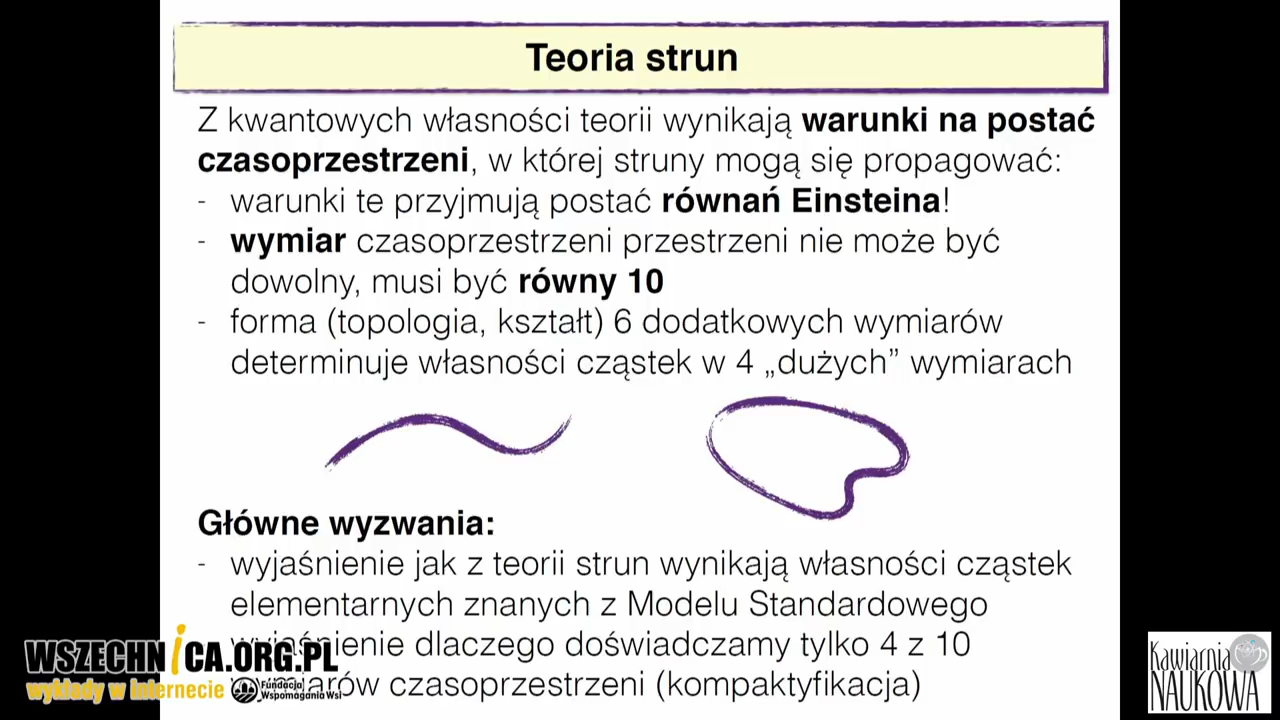 Teoria strun
Z kwantowych własności teorii wynikają warunki na postać
czasoprzestrzeni, w której struny mogą się propagować:
- warunki te przyjmują postać równań Einsteina!
- wymiar czasoprzestrzeni przestrzeni nie może być
dowolny, musi być równy 10
- forma (topologia, kształt) 6 dodatkowych wymiarów
determinuje własności cząstek w 4 „dużych” wymiarach
Główne wyzwania:
- wyjaśnienie jak z teorii strun wynikają własności cząstek
elementarnych znanych z Modelu Standardowego
wyjaśnienie dlaczego doświadczamy tylko 4 z 10
wymiarów czasoprzestrzeni (kompaktyfikacja)
WSZECHNICA.ORG.PL
wykłady w internecie
Fundacja
Wspomagania Wsi
Kawiarnia
NAUKOWA